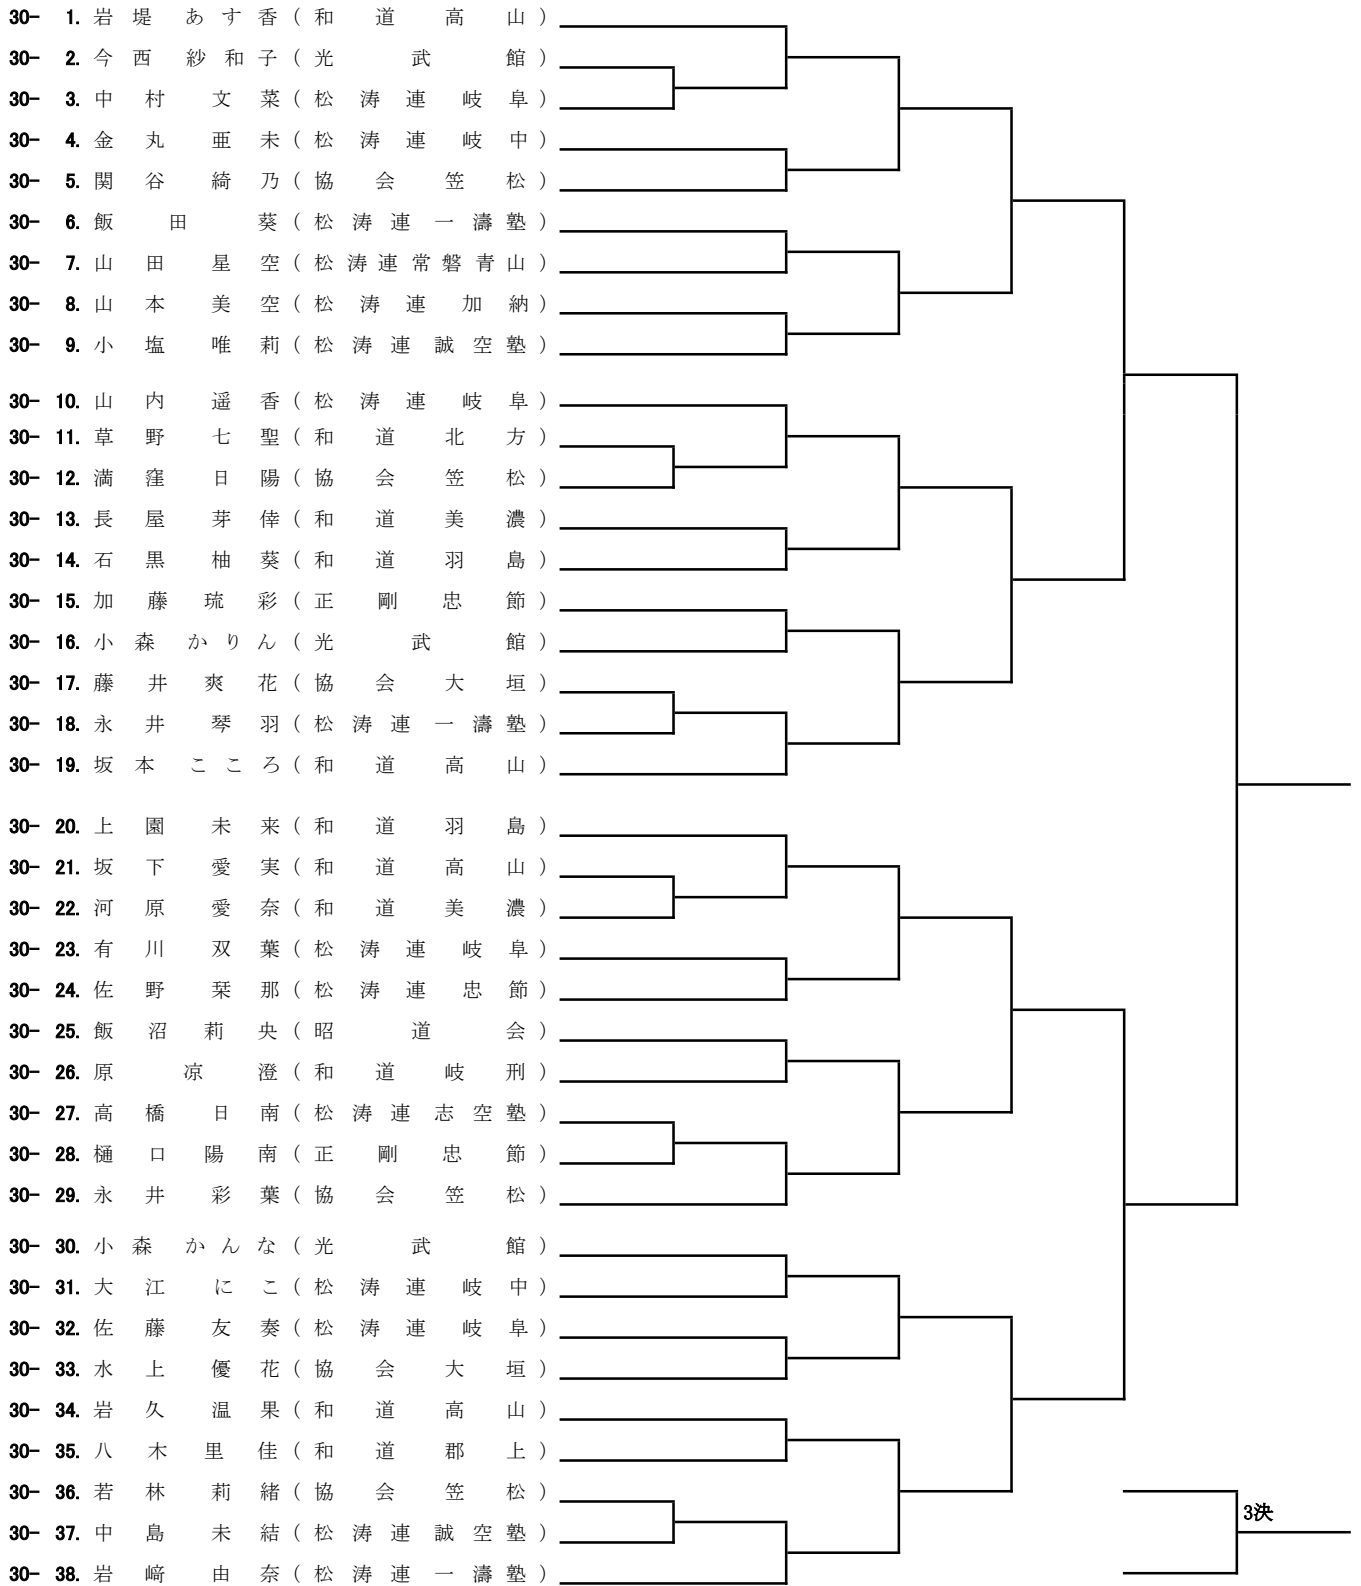 30- 1. 岩堤 あす香 (和道高山)
30- 2. 今西 紗和子 (光武館)
30- 3. 中村 文菜 (松涛連岐阜)
30- 4. 金丸 亜未 (松涛連岐中)
30- 5. 関谷 綺乃 (協会笠松)
30- 6. 飯田 葵 (松涛連一濤塾)
30- 7. 山田 星空 (松涛連常磐青山)
30- 8. 山本 美空 (松涛連加納)
30- 9. 小塩 唯莉 (松涛連誠空塾)
30- 10. 山内 遥香 (松涛連岐阜)
30- 11. 草野 七聖 (和道北方)
30- 12. 満窪 日陽 (協会笠松)
30- 13. 長屋 芽倖 (和道美濃)
30- 14. 石黒 柚葵 (和道羽島)
30- 15. 加藤 琉彩 (正剛忠節)
30- 16. 小森 かりん (光武館)
30- 17. 藤井 爽花 (協会大垣)
30- 18. 永井 琴羽 (松涛連一濤塾)
30- 19. 坂本 こころ (和道高山)
30- 20. 上園 未来 (和道羽島)
30- 21. 坂下 愛実 (和道高山)
30- 22. 河原 愛奈 (和道美濃)
30- 23. 有川 双葉 (松涛連岐阜)
30- 24. 佐野 栞那 (松涛連忠節)
30- 25. 飯沼 莉央 (昭道会)
30- 26. 原 凉澄 (和道岐刑)
30- 27. 高橋 日南 (松涛連志空塾)
30- 28. 樋口 陽南 (正剛忠節)
30- 29. 永井 彩葉 (協会笠松)
30- 30. 小森 かんな (光武館)
30- 31. 大江 にこ (松涛連岐中)
30- 32. 佐藤 友奏 (松涛連岐阜)
30- 33. 水上 優花 (協会大垣)
30- 34. 岩久 温果 (和道高山)
30- 35. 八木 里佳 (和道郡上)
30- 36. 若林 莉緒 (協会笠松)
3決
30- 37. 中島 未結 (松涛連誠空塾)
30- 38. 岩﨑 由奈 (松涛連一濤塾)